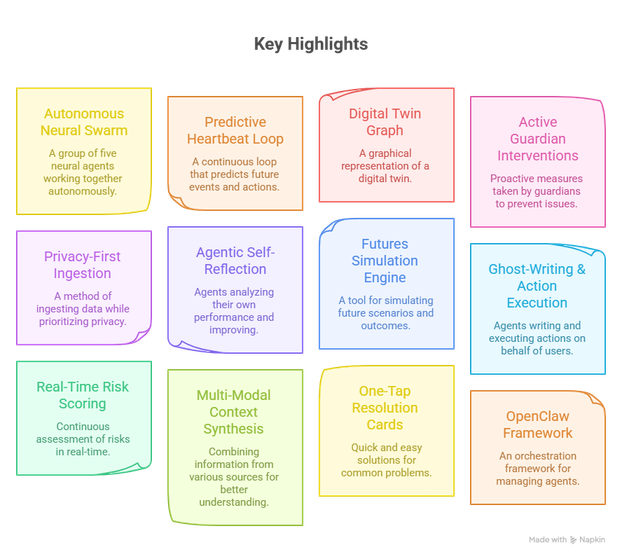 Key Highlights
Autonomous
Neural Swarm
A group of five
neural agents
working together
autonomously.
Predictive
Heartbeat Loop
A continuous loop
that predicts future
events and actions.
Digital Twin
Graph
A graphical
representation of a
digital twin.
Active
Guardian
Interventions
Proactive measures
taken by guardians
to prevent issues.
Privacy-First
Ingestion
A method of
ingesting data while
prioritizing privacy.
Agentic Self-
Reflection
Agents analyzing
their own
performance and
improving.
Futures
Simulation
Engine
A tool for simulating
future scenarios and
outcomes.
Ghost-Writing &
Action
Execution
Agents writing and
executing actions on
behalf of users.
Real-Time Risk
Scoring
Continuous
assessment of risks
in real-time.
Multi-Modal
Context
Synthesis
Combining
information from
various sources for
better
understanding.
One-Tap
Resolution
Cards
Quick and easy
solutions for
common problems.
OpenClaw
Framework
An orchestration
framework for
managing agents.
Made with Napkin